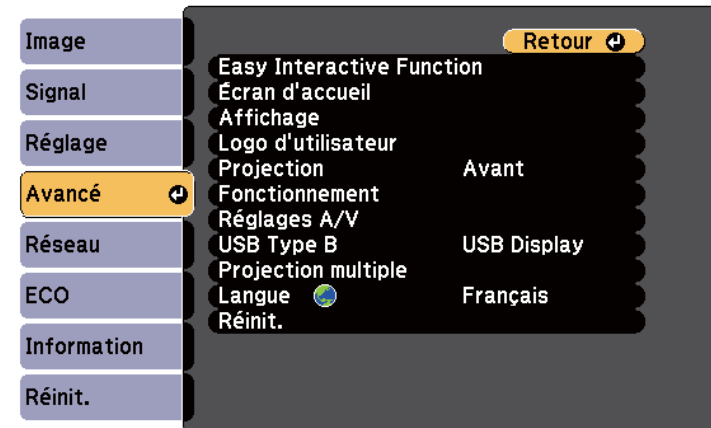 Image
Signal
Réglage
Avancé
Réseau
ECO
Information
Réinit.
Retour
Easy Interactive Function
Écran d'accueil
Affichage
Logo d'utilisateur
Projection Avant
Fonctionnement
Réglages A/V
USB Type B USB Display
Projection multiple
Langue Français
Réinit.